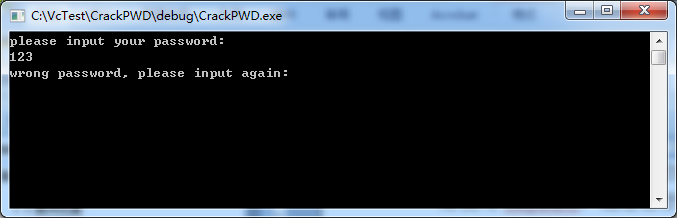 C:\VcTest\CrackPWD\debug\CrackPWD.exe
please input your password:
123
wrong password, please input again: